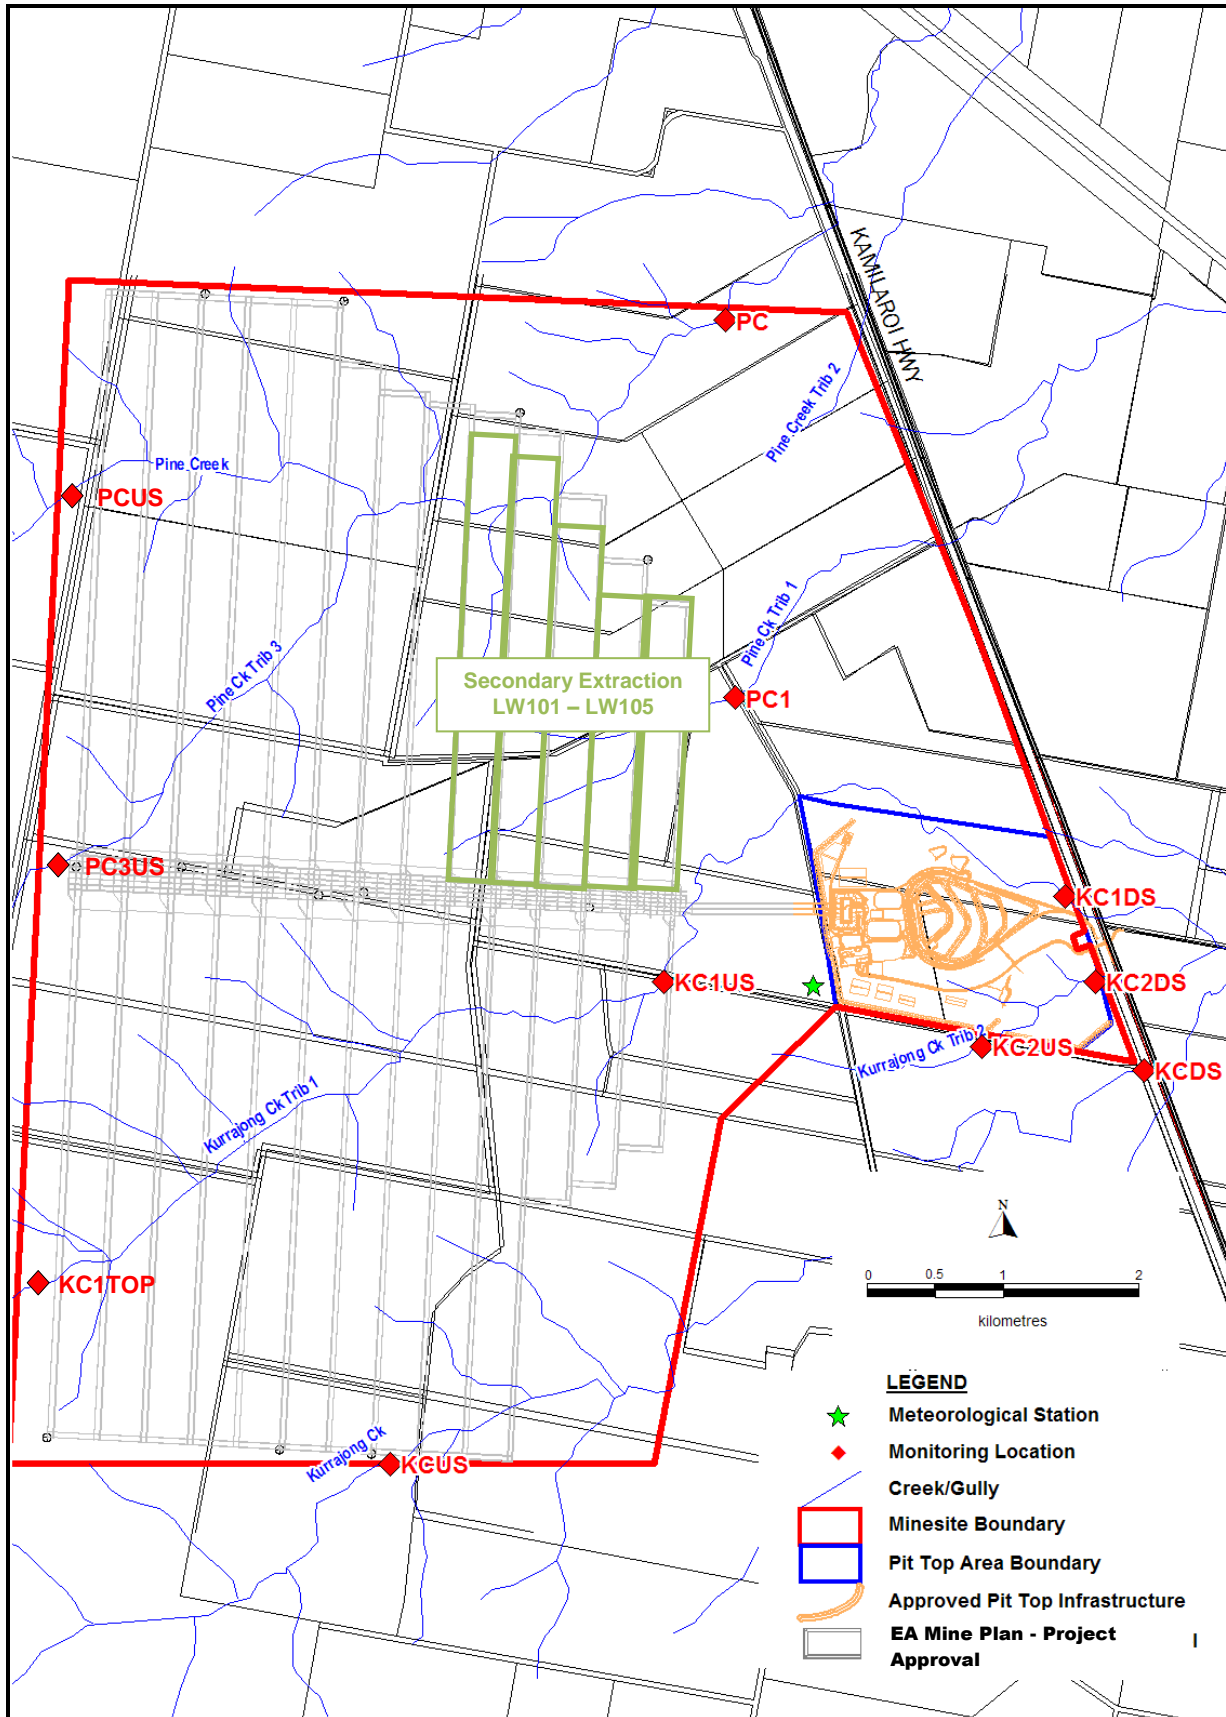 KAMILAROI HWY
PC
Pine Creek Trib 2
Pine Creek
PCUS
Pine Ck Trib 1
Pine Ck Trib 3
Secondary Extraction
LW101 – LW105
PC1
PC3US
KC1DS
KC1US
KC2DS
Kurrajong Ck Trib 2
KC2US
KCDS
Kurrajong Ck Trib 1
N
KC1TOP
0 0.5 1 2
kilometres
LEGEND
Meteorological Station
Kurrajong Ck
KCUS
Monitoring Location
Creek/Gully
Minesite Boundary
Pit Top Area Boundary
Approved Pit Top Infrastructure
EA Mine Plan - Project
Approval
I